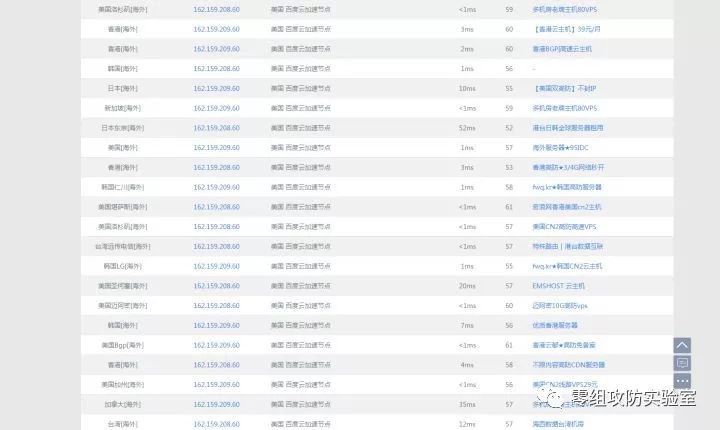 美国洛杉矶[海外] 162.159.208.60 美国 百度云加速节点 <1ms 59 多机房老牌主机80VPS
香港[海外] 162.159.209.60 美国 百度云加速节点 3ms 60 【香港云主机】39元/月
香港[海外] 162.159.209.60 美国 百度云加速节点 2ms 60 香港BGP高速云主机
韩国[海外] 162.159.208.60 美国 百度云加速节点 1ms 56 -
日本[海外] 162.159.209.60 美国 百度云加速节点 10ms 55 【美国双高防】不封IP
新加坡[海外] 162.159.209.60 美国 百度云加速节点 <1ms 59 多机房老牌主机80VPS
日本东京[海外] 162.159.208.60 美国 百度云加速节点 52ms 52 港台日韩全球服务器租用
美国[海外] 162.159.208.60 美国 百度云加速节点 1ms 57 海外服务器★9SIDC
香港[海外] 162.159.208.60 美国 百度云加速节点 3ms 53 香港高防★3/4G网络秒开
韩国仁川[海外] 162.159.209.60 美国 百度云加速节点 1ms 58 fwq.kr★韩国高防服务器
美国堪萨斯[海外] 162.159.209.60 美国 百度云加速节点 <1ms 61 资源网香港美国cn2主机
美国洛杉矶[海外] 162.159.208.60 美国 百度云加速节点 <1ms 57 美国CN2高防高速VPS
台湾远传电信[海外] 162.159.209.60 美国 百度云加速节点 <1ms 57 特殊路由 | 港台数据互联
韩国LG[海外] 162.159.209.60 美国 百度云加速节点 1ms 55 fwq.kr★韩国CN2云主机
美国圣何塞[海外] 162.159.208.60 美国 百度云加速节点 20ms 57 EMSHOST 云主机
美国迈阿密[海外] 162.159.209.60 美国 百度云加速节点 <1ms 60 迈阿密10G高防vps
韩国[海外] 162.159.209.60 美国 百度云加速节点 7ms 56 优质香港服务器
美国Bgp[海外] 162.159.209.60 美国 百度云加速节点 <1ms 61 香港云郁★高防免备案
香港[海外] 162.159.208.60 美国 百度云加速节点 4ms 58 不限内容高防CDN服务器
美国加州[海外] 162.159.209.60 美国 百度云加速节点 <1ms 56 美国CN2线路VPS29元
加拿大[海外] 162.159.209.60 美国 百度云加速节点 35ms 57 多机
零组攻防实验室
台湾[海外] 162.159.208.60 美国 百度云加速节点 12ms 57 海西数据台湾机房